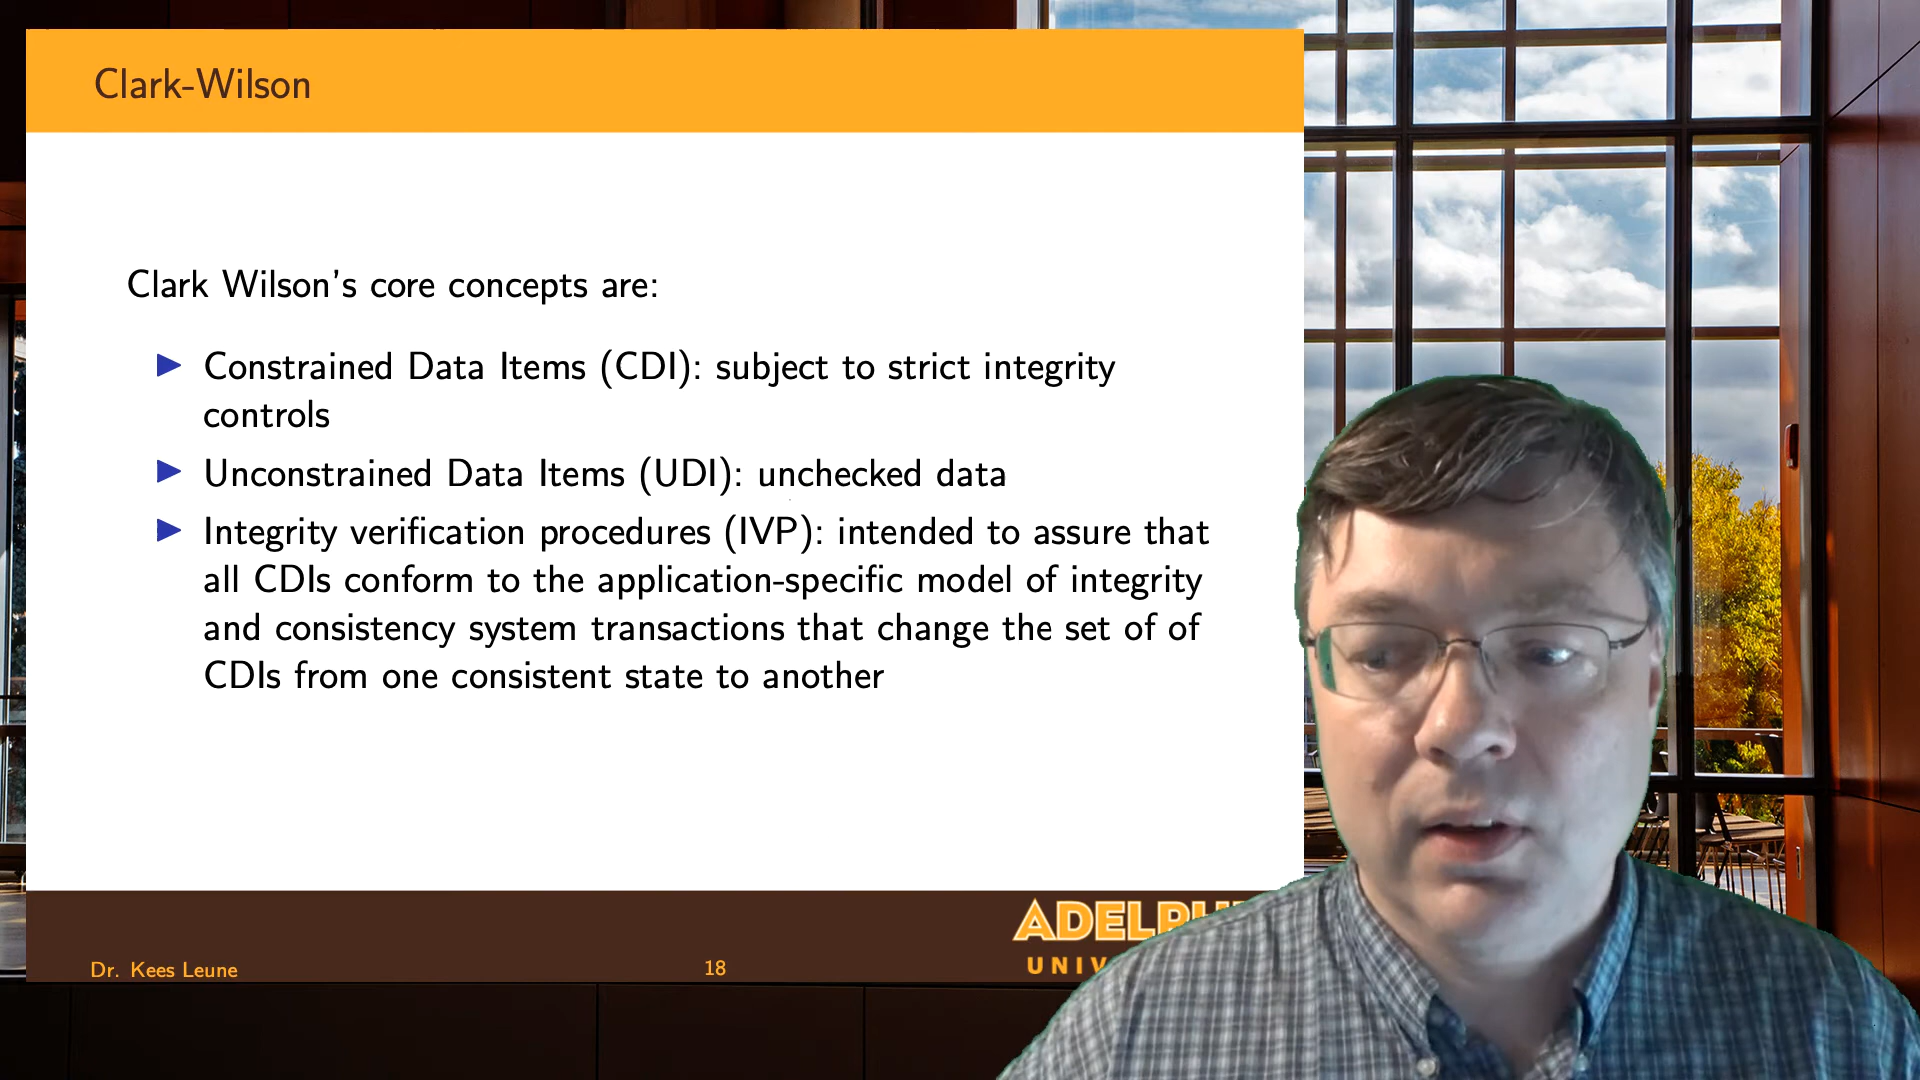 Clark-Wilson
Clark Wilson's core concepts are:
Constrained Data Items (CDI): subject to strict integrity
controls
Unconstrained Data Items (UDI): unchecked data
Integrity verification procedures (IVP): intended to assure that
all CDIs conform to the application-specific model of integrity
and consistency system transactions that change the set of of
CDIs from one consistent state to another
Dr. Kees Leune
18